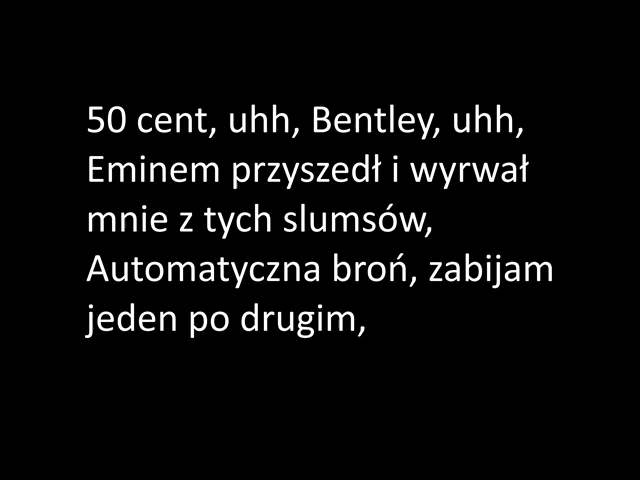 50 cent, uhh, Bentley, uhh,
Eminem przyszedł i wyrwał
mnie z tych slumsów,
Automatyczna broń, zabijam
jeden po drugim,